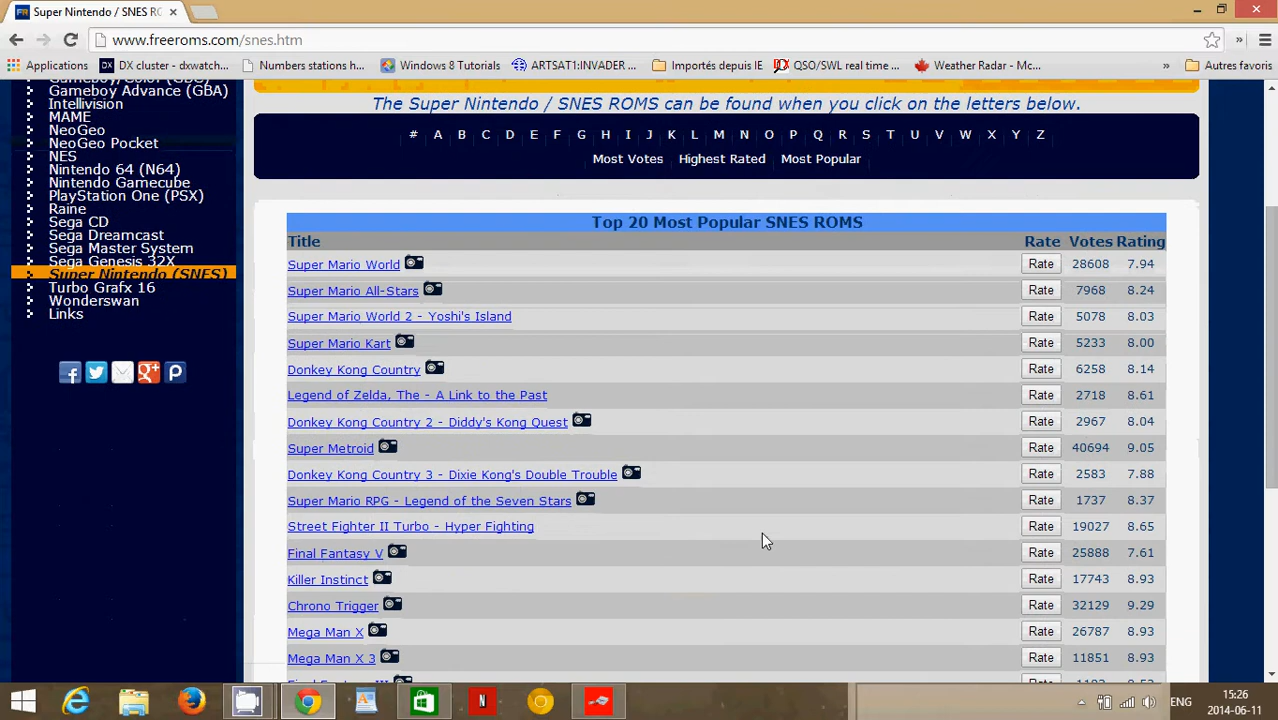 Super Nintendo / SNES RO
www.freeroms.com/snes.htm
Applications
DX cluster - dxwatch...
Numbers stations h...
Windows 8 Tutorials
ARTSAT1:INVADER ...
Importés depuis IE
QSO/SWL real time ...
Weather Radar - Mc...
»
Autres favoris
Gameboy/Color (GBC)
Gameboy Advance (GBA)
Intellivision
MAME
NeoGeo
NeoGeo Pocket
NES
Nintendo 64 (N64)
Nintendo Gamecube
PlayStation One (PSX)
Raine
Sega CD
Sega Dreamcast
Sega Master System
Sega Genesis 32X
Super Nintendo (SNES)
Turbo Grafx 16
Wonderswan
Links
The Super Nintendo / SNES ROMS can be found when you click on the letters below.
# A B C D E F G H I J K L M N O P Q R S T U V W X Y Z
Most Votes Highest Rated Most Popular
Top 20 Most Popular SNES ROMS
Title Rate Votes Rating
Super Mario World Rate 28608 7.94
Super Mario All-Stars Rate 7968 8.24
Super Mario World 2 - Yoshi's Island Rate 5078 8.03
Super Mario Kart Rate 5233 8.00
Donkey Kong Country Rate 6258 8.14
Legend of Zelda, The - A Link to the Past Rate 2718 8.61
Donkey Kong Country 2 - Diddy's Kong Quest Rate 2967 8.04
Super Metroid Rate 40694 9.05
Donkey Kong Country 3 - Dixie Kong's Double Trouble Rate 2583 7.88
Super Mario RPG - Legend of the Seven Stars Rate 1737 8.37
Street Fighter II Turbo - Hyper Fighting Rate 19027 8.65
Final Fantasy V Rate 25888 7.61
Killer Instinct Rate 17743 8.93
Chrono Trigger Rate 32129 9.29
Mega Man X Rate 26787 8.93
Mega Man X 3 Rate 11851 8.93
ENG
15:26
2014-06-11